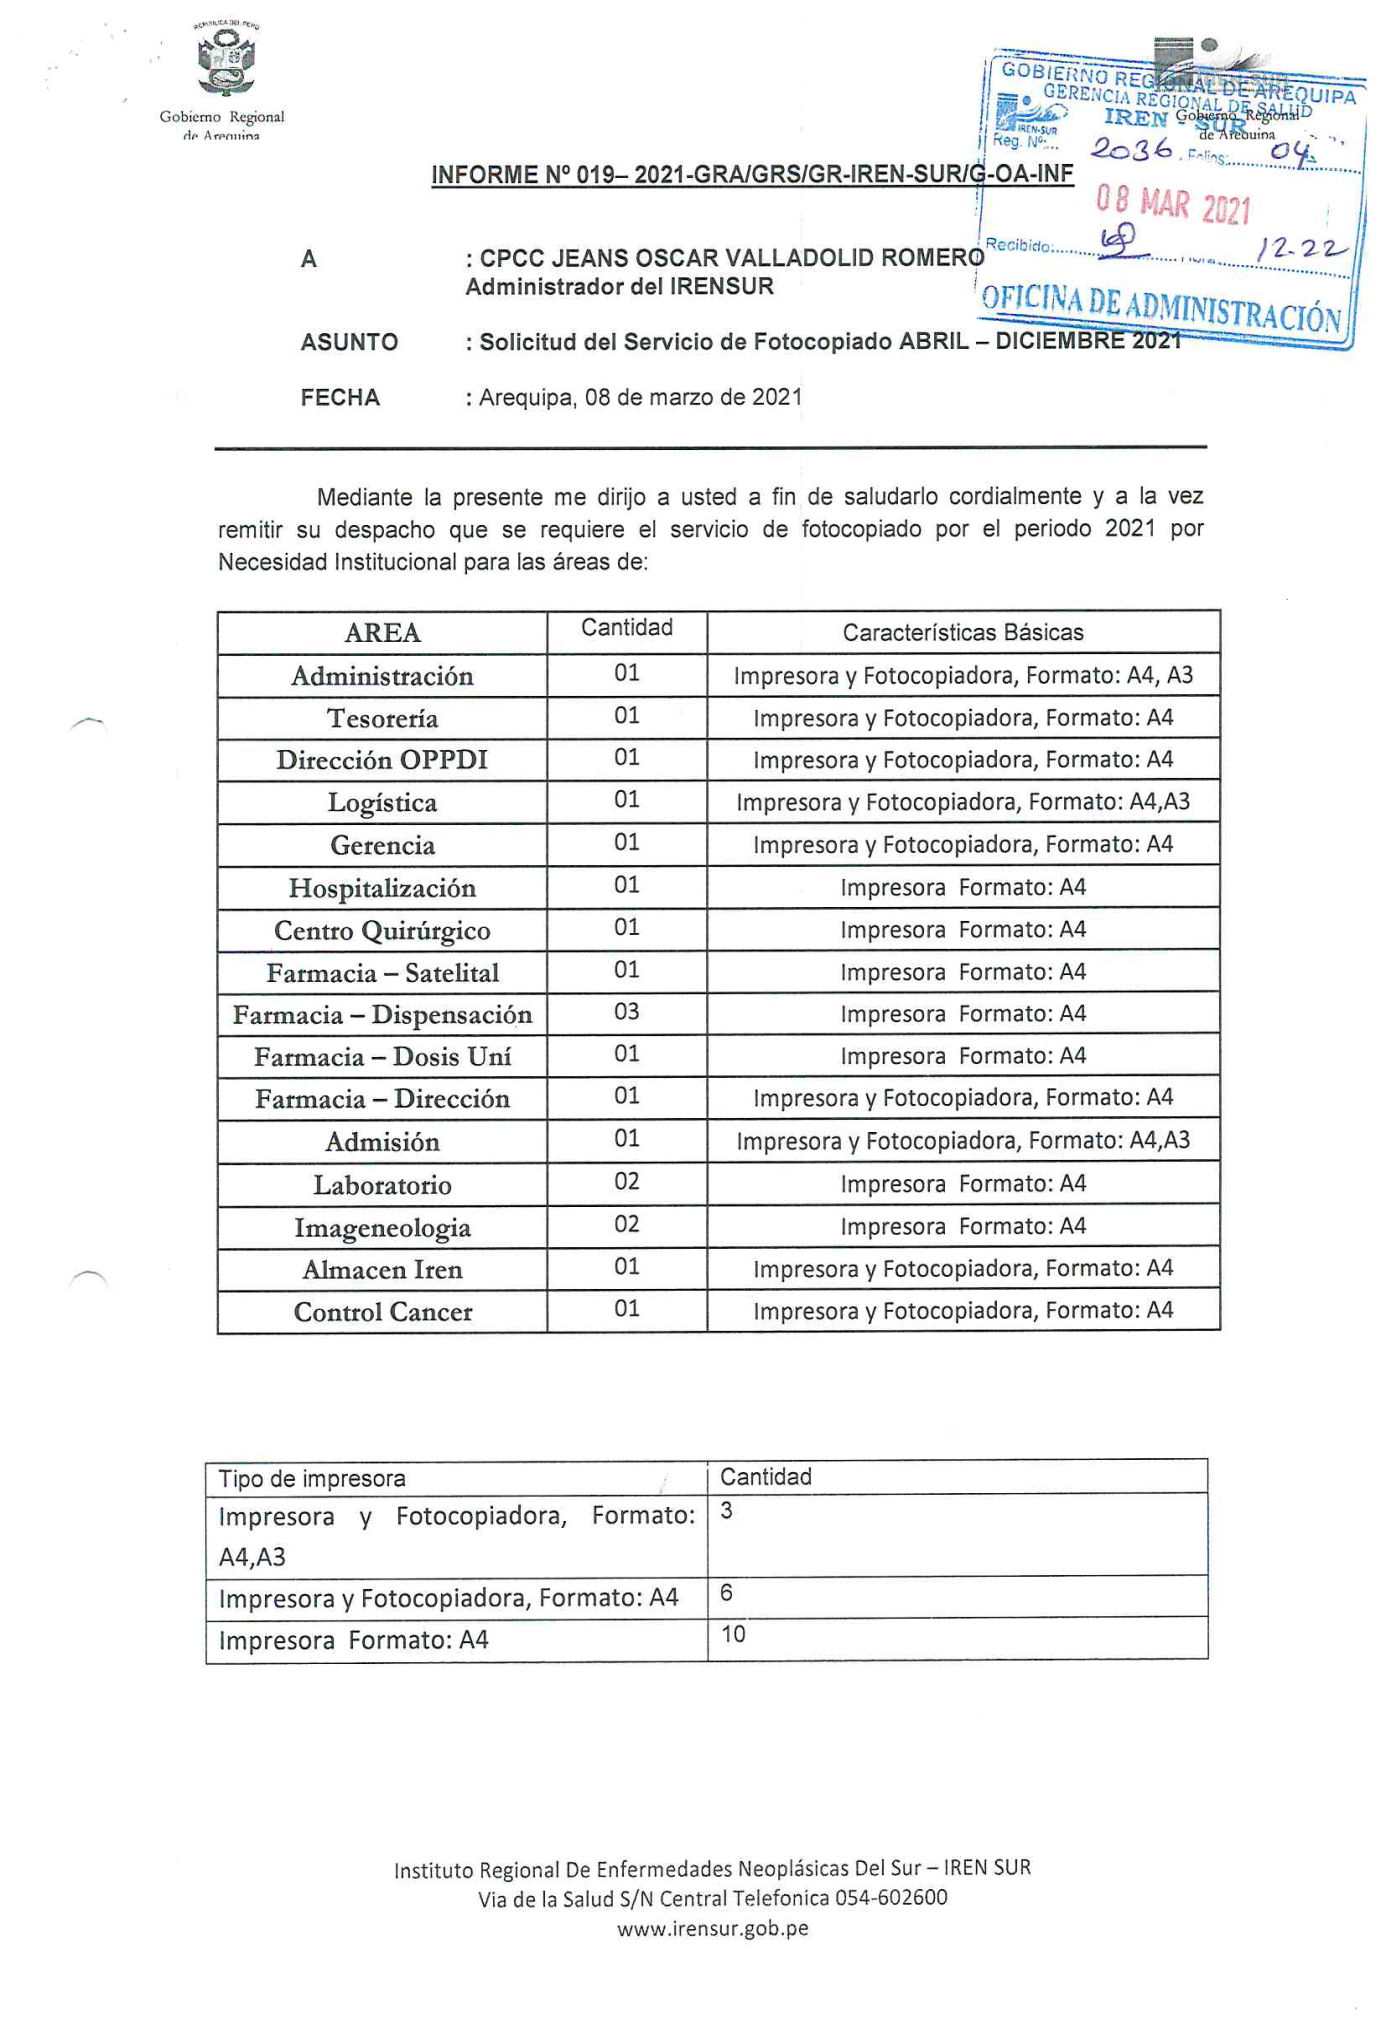 REPÚBLICA DEL PERÚ
Gobierno Regional
de Arequipa
GOBIERNO REGIONAL DE AREQUIPA
GERENCIA REGIONAL DE SALUD
IREN - SUR
IREN-SUR
Gobierno Regional
de Arequipa
Reg. Nº: 2036 Folios: 04
08 MAR 2021
Recibido: 12-22
OFICINA DE ADMINISTRACIÓN
INFORME Nº 019– 2021-GRA/GRS/GR-IREN-SUR/G-OA-INF
A : CPCC JEANS OSCAR VALLADOLID ROMERO
Administrador del IRENSUR
ASUNTO : Solicitud del Servicio de Fotocopiado ABRIL – DICIEMBRE 2021
FECHA : Arequipa, 08 de marzo de 2021
Mediante la presente me dirijo a usted a fin de saludarlo cordialmente y a la vez
remitir su despacho que se requiere el servicio de fotocopiado por el periodo 2021 por
Necesidad Institucional para las áreas de:
AREA Cantidad Características Básicas
Administración 01 Impresora y Fotocopiadora, Formato: A4, A3
Tesorería 01 Impresora y Fotocopiadora, Formato: A4
Dirección OPPDI 01 Impresora y Fotocopiadora, Formato: A4
Logística 01 Impresora y Fotocopiadora, Formato: A4,A3
Gerencia 01 Impresora y Fotocopiadora, Formato: A4
Hospitalización 01 Impresora Formato: A4
Centro Quirúrgico 01 Impresora Formato: A4
Farmacia – Satelital 01 Impresora Formato: A4
Farmacia – Dispensación 03 Impresora Formato: A4
Farmacia – Dosis Uní 01 Impresora Formato: A4
Farmacia – Dirección 01 Impresora y Fotocopiadora, Formato: A4
Admisión 01 Impresora y Fotocopiadora, Formato: A4,A3
Laboratorio 02 Impresora Formato: A4
Imageneologia 02 Impresora Formato: A4
Almacen Iren 01 Impresora y Fotocopiadora, Formato: A4
Control Cancer 01 Impresora y Fotocopiadora, Formato: A4
Tipo de impresora Cantidad
Impresora y Fotocopiadora, Formato: 3
A4,A3
Impresora y Fotocopiadora, Formato: A4 6
Impresora Formato: A4 10
Instituto Regional De Enfermedades Neoplásicas Del Sur – IREN SUR
Via de la Salud S/N Central Telefonica 054-602600
www.irensur.gob.pe